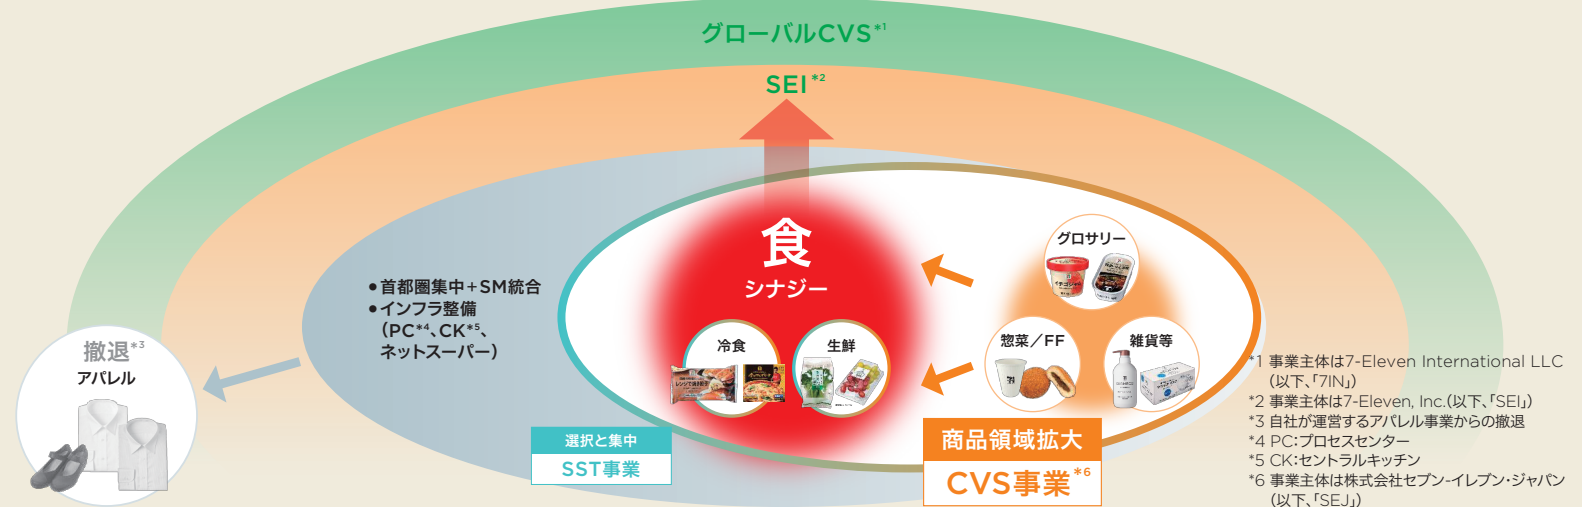 グローバルCVS*1
SEI*2
食
シナジー
冷食
生鮮
グロサリー
惣菜／FF
雑貨等
●首都圏集中+SM統合
●インフラ整備
（PC*4、CK*5、
ネットスーパー）
撤退*3
アパレル
選択と集中
SST事業
商品領域拡大
CVS事業*6
*1 事業主体は7-Eleven International LLC
（以下、「7IN」）
*2 事業主体は7-Eleven, Inc.（以下、「SEI」）
*3 自社が運営するアパレル事業からの撤退
*4 PC：プロセスセンター
*5 CK：セントラルキッチン
*6 事業主体は株式会社セブン-イレブン・ジャパン
（以下、「SEJ」）